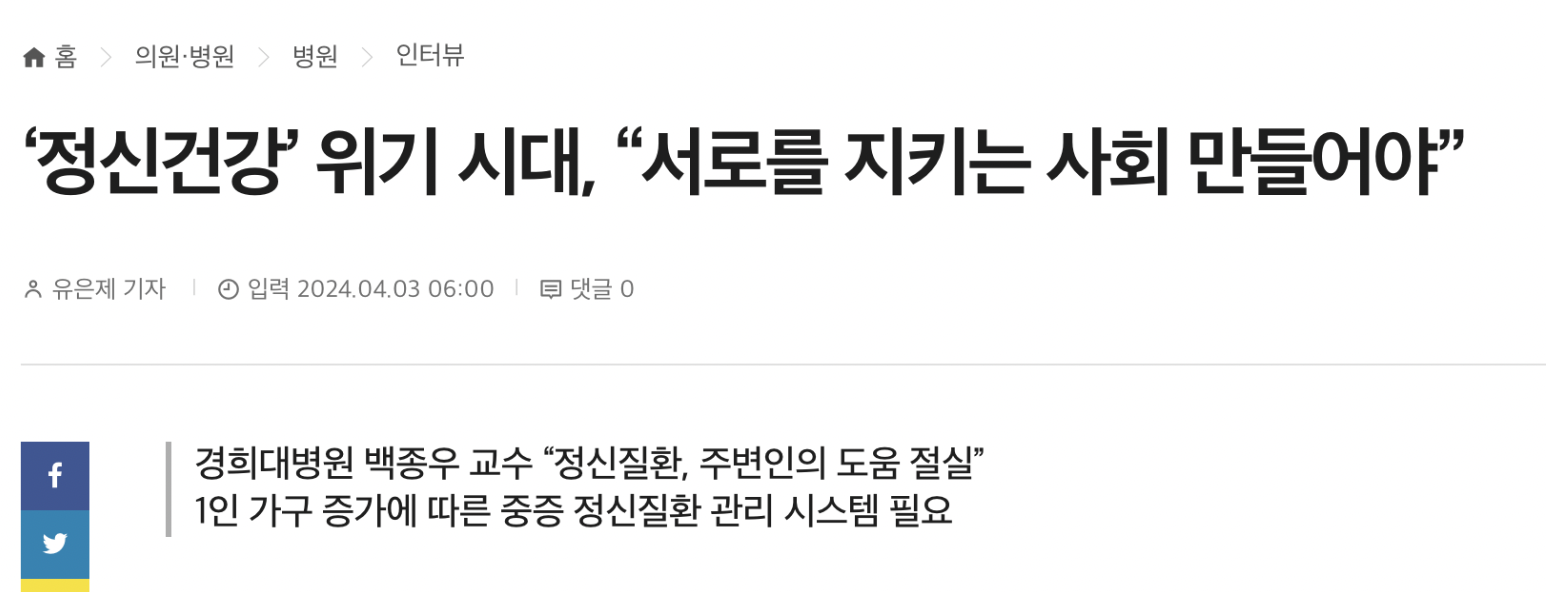 홈 > 의원·병원 > 병원 > 인터뷰
‘정신건강’ 위기 시대, “서로를 지키는 사회 만들어야”
유은제 기자 | 입력 2024.04.03 06:00 | 댓글 0
경희대병원 백종우 교수 “정신질환, 주변인의 도움 절실”
1인 가구 증가에 따른 중증 정신질환 관리 시스템 필요